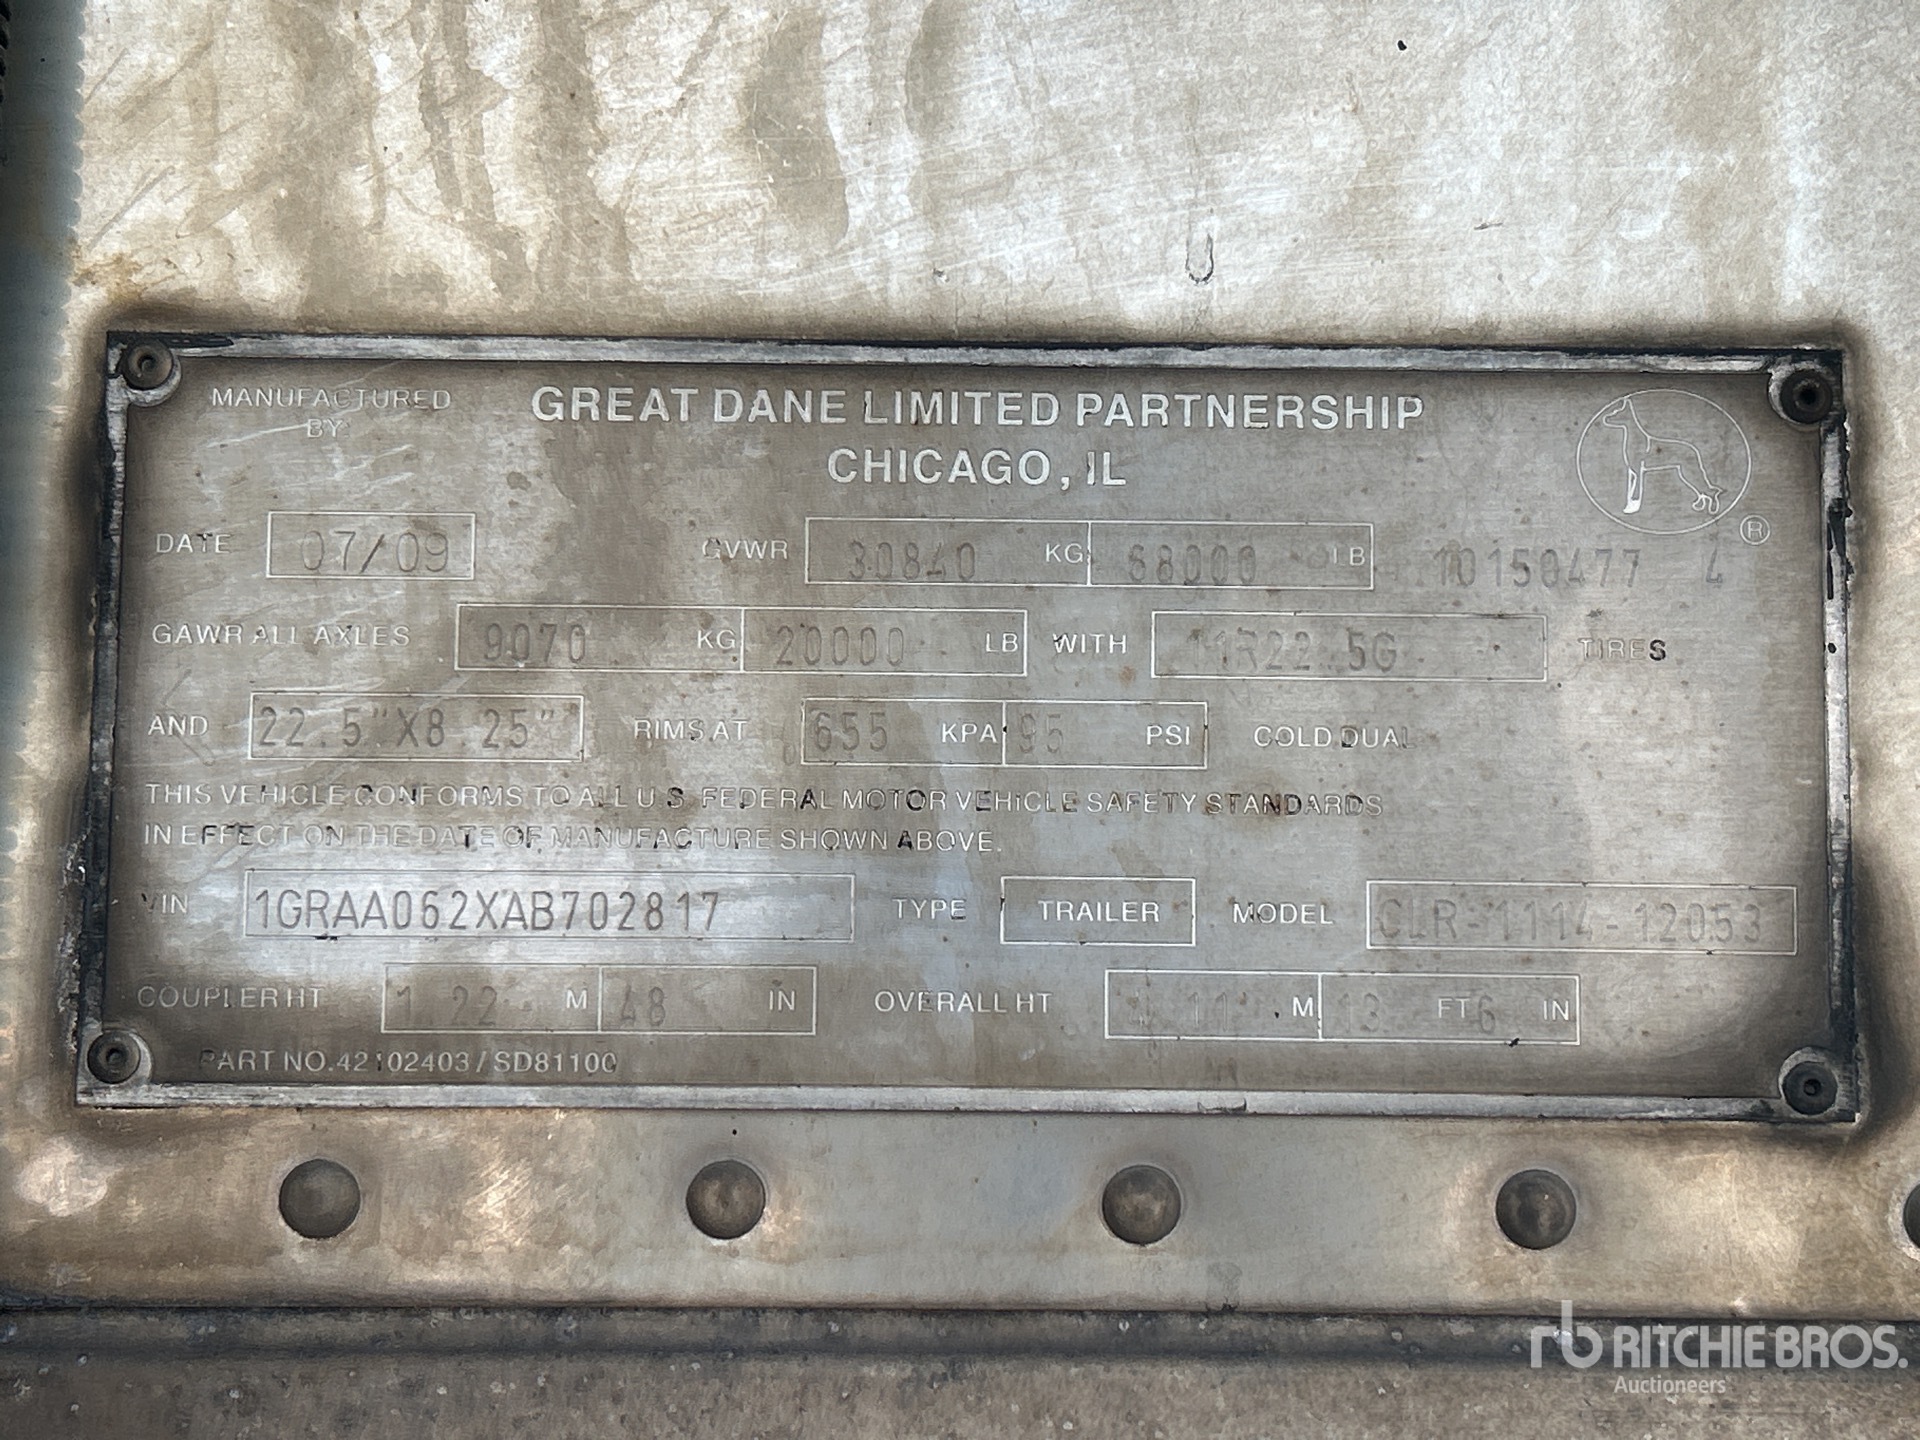 MANUFACTURED BY: GREAT DANE LIMITED PARTNERSHIP
CHICAGO, IL
®
DATE 07/09 GVWR 30840 KG 68000 LB 10150477 4
GAWR ALL AXLES 9070 KG 20000 LB WITH 11R22.5G TIRES
AND 22.5"X8.25" RIMS AT 655 KPA 95 PSI COLD DUAL
THIS VEHICLE CONFORMS TO ALL U.S. FEDERAL MOTOR VEHICLE SAFETY STANDARDS
IN EFFECT ON THE DATE OF MANUFACTURE SHOWN ABOVE.
VIN 1GRAA062XAB702817 TYPE TRAILER MODEL CLR-1114-12053
COUPLER HT 1.22 M 48 IN OVERALL HT 4.11 M 13 FT 6 IN
PART NO.42102403/SD81100
rb RITCHIE BROS.
Auctioneers